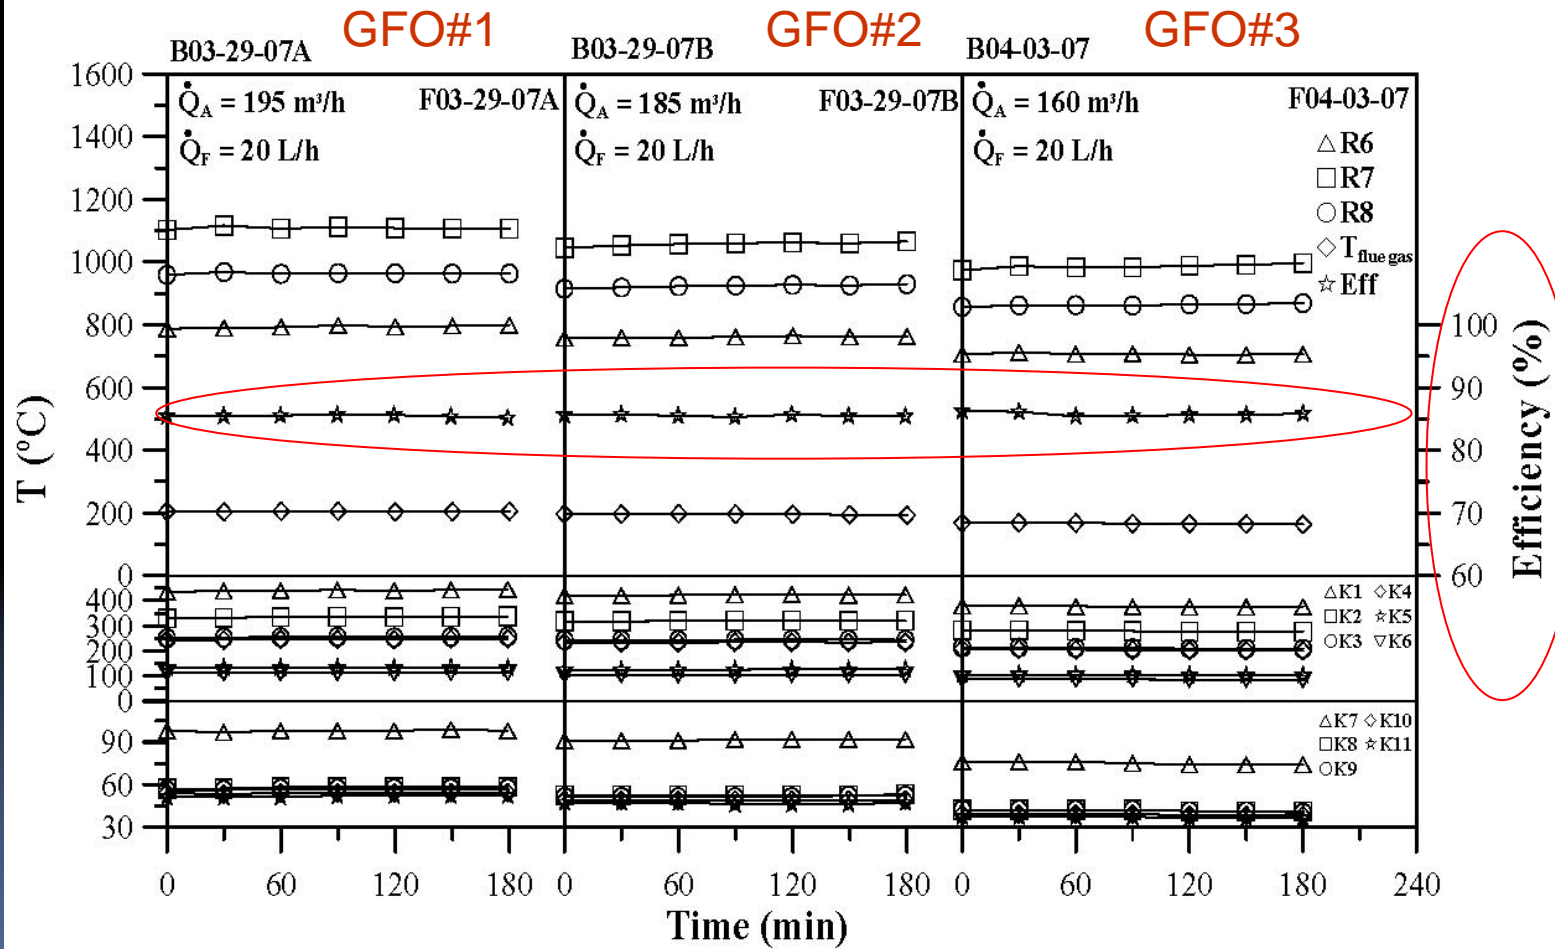 GFO#1 GFO#2 GFO#3
B03-29-07A B03-29-07B B04-03-07
Q̇A = 195 m³/h F03-29-07A Q̇A = 185 m³/h F03-29-07B Q̇A = 160 m³/h F04-03-07
Q̇F = 20 L/h Q̇F = 20 L/h Q̇F = 20 L/h
△ R6
□ R7
○ R8
◇ Tflue gas
☆ Eff
T (ºC)
1600
1400
1200
1000
800
600
400
200
0
400
300
200
100
0
90
60
30
100
90
80
70
60
Efficiency (%)
△K1 ◇K4
□K2 ☆K5
○K3 ▽K6
△K7 ◇K10
□K8 ☆K11
○K9
0 60 120 180 0 60 120 180 0 60 120 180 240
Time (min)